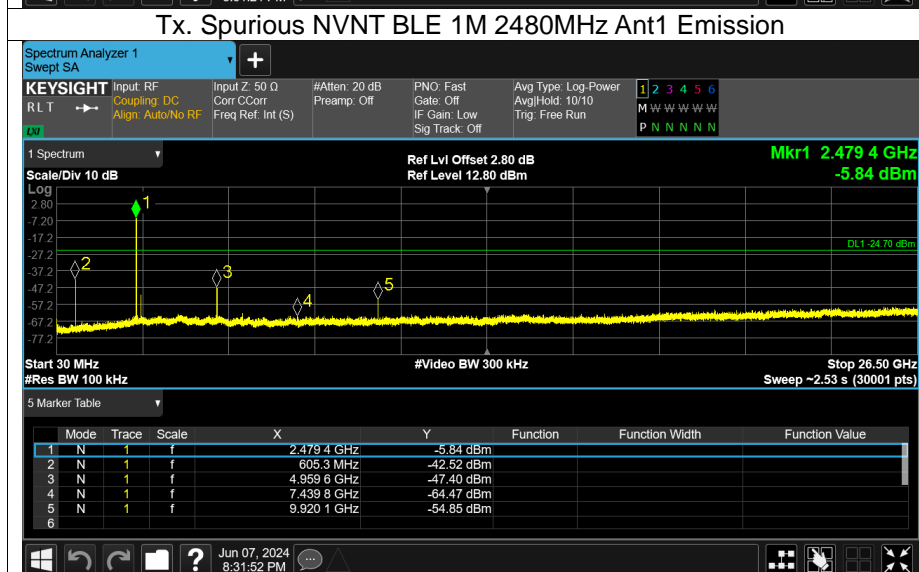 Tx. Spurious NVNT BLE 1M 2480MHz Ant1 Emission
Spectrum Analyzer 1
Swept SA
+
KEYSIGHT Input: RF Input Z: 50 Ω #Atten: 20 dB PNO: Fast Avg Type: Log-Power 1 2 3 4 5 6
RLT Coupling: DC Corr CCorr Preamp: Off Gate: Off Avg|Hold: 10/10 M W W W W W
Align: Auto/No RF Freq Ref: Int (S) IF Gain: Low Trig: Free Run
LXI Sig Track: Off P N N N N N
1 Spectrum Ref Lvl Offset 2.80 dB Mkr1 2.479 4 GHz
Scale/Div 10 dB Ref Level 12.80 dBm -5.84 dBm
Log
2.80 1
-7.20
-17.2
DL1 -24.70 dBm
-27.2
-37.2 2 3
-47.2 5
-57.2 4
-67.2
-77.2
Start 30 MHz #Video BW 300 kHz Stop 26.50 GHz
#Res BW 100 kHz Sweep ~2.53 s (30001 pts)
5 Marker Table
Mode Trace Scale X Y Function Function Width Function Value
1 N 1 f 2.479 4 GHz -5.84 dBm
2 N 1 f 605.3 MHz -42.52 dBm
3 N 1 f 4.959 6 GHz -47.40 dBm
4 N 1 f 7.439 8 GHz -64.47 dBm
5 N 1 f 9.920 1 GHz -54.85 dBm
6
? Jun 07, 2024
8:31:52 PM